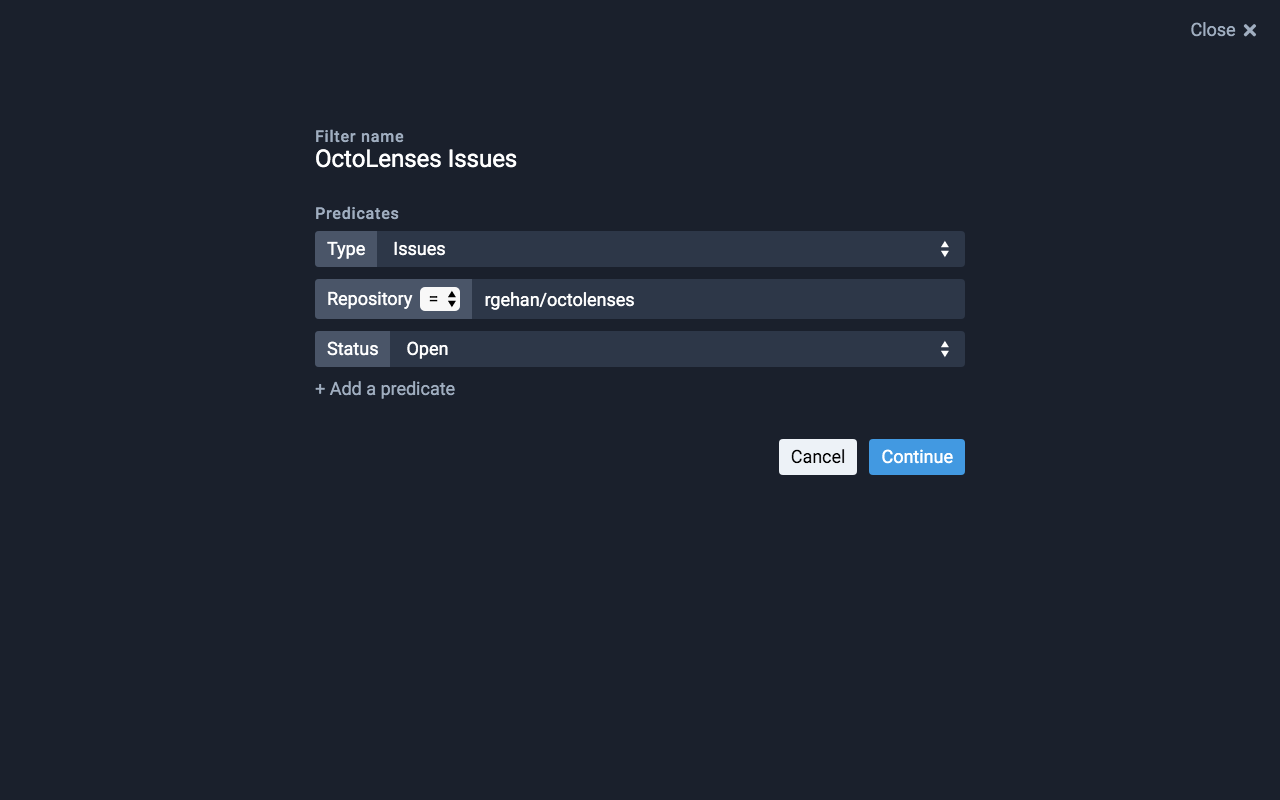 Close
Filter name
OctoLenses Issues
Predicates
Type Issues
Repository = rgehan/octolenses
Status Open
+ Add a predicate
Cancel Continue